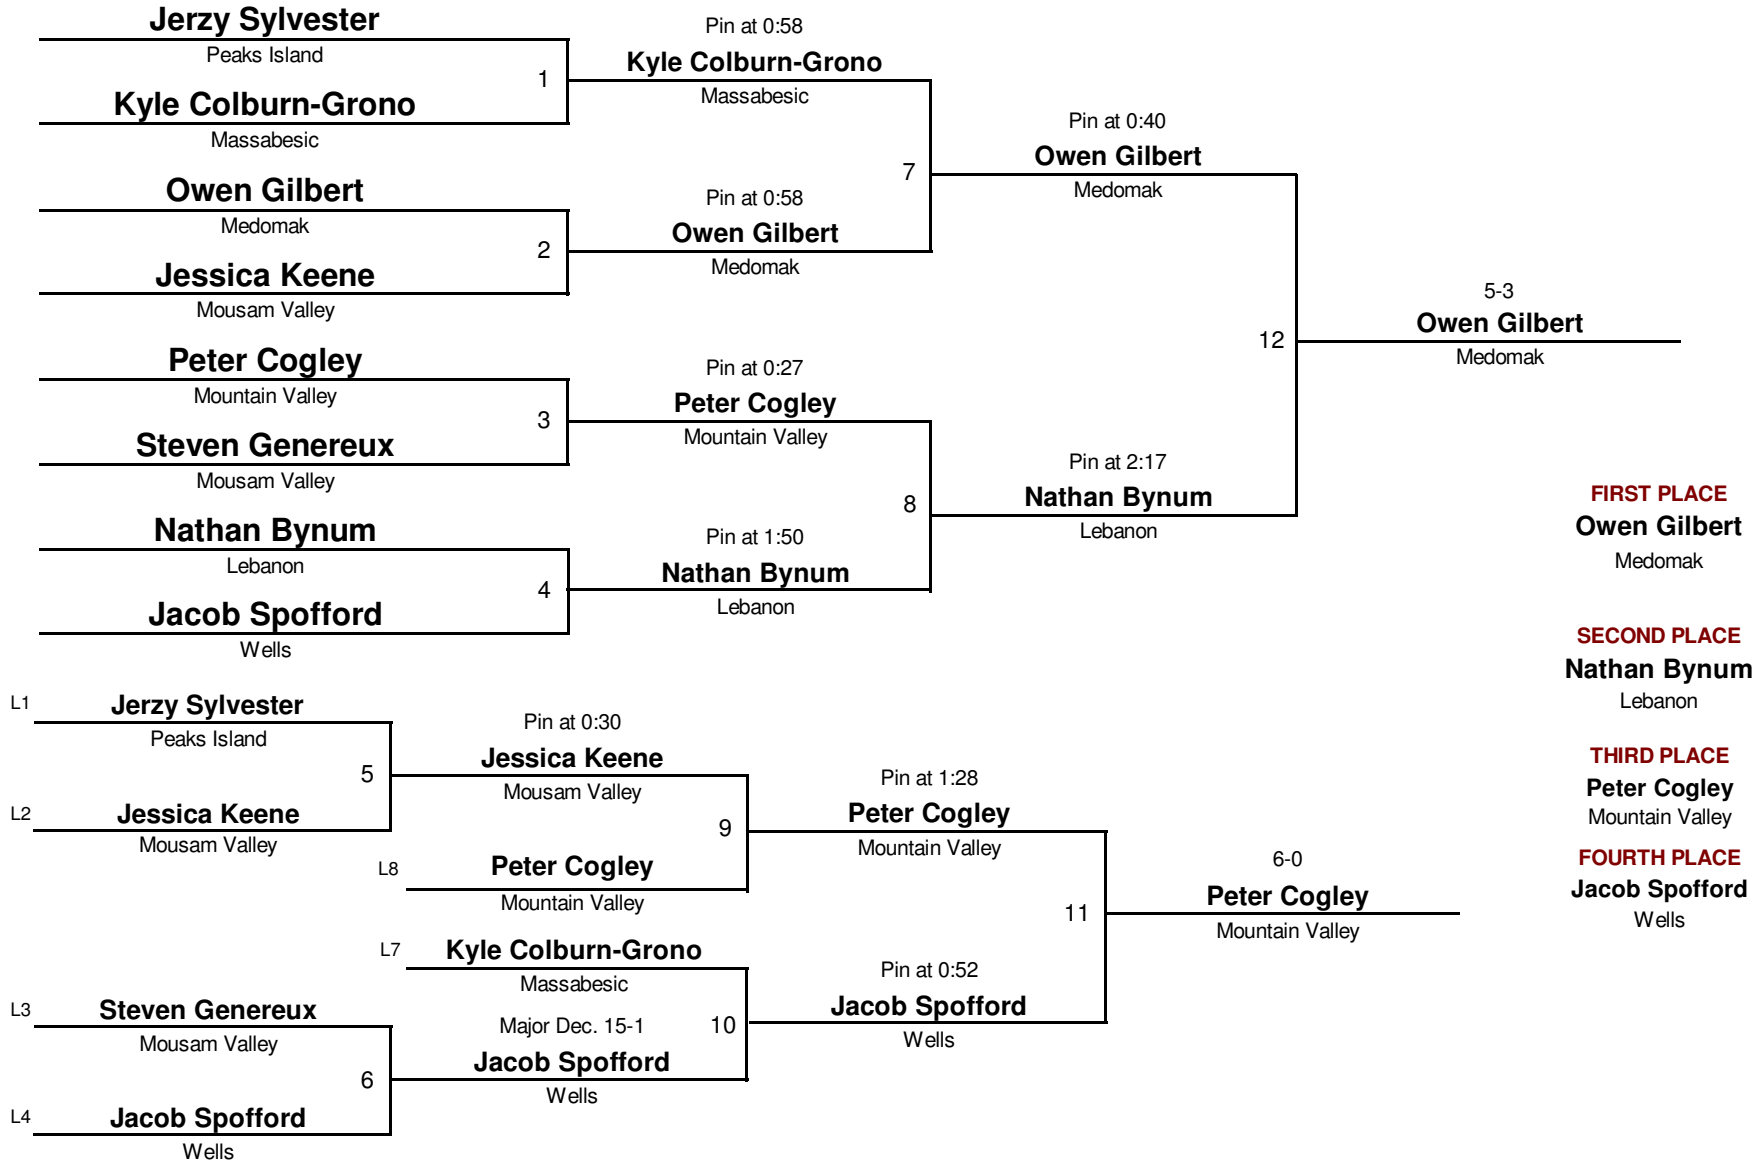 Jerzy Sylvester
Peaks Island
1
Kyle Colburn-Grono
Massabesic
Pin at 0:58
Kyle Colburn-Grono
Massabesic
Owen Gilbert
Medomak
2
Jessica Keene
Mousam Valley
Pin at 0:58
Owen Gilbert
Medomak
7
Pin at 0:40
Owen Gilbert
Medomak
Peter Cogley
Mountain Valley
3
Steven Genereux
Mousam Valley
Pin at 0:27
Peter Cogley
Mountain Valley
Nathan Bynum
Lebanon
4
Jacob Spofford
Wells
Pin at 1:50
Nathan Bynum
Lebanon
8
Pin at 2:17
Nathan Bynum
Lebanon
12
5-3
Owen Gilbert
Medomak
FIRST PLACE
Owen Gilbert
Medomak
SECOND PLACE
Nathan Bynum
Lebanon
THIRD PLACE
Peter Cogley
Mountain Valley
FOURTH PLACE
Jacob Spofford
Wells
L1
Jerzy Sylvester
Peaks Island
5
L2
Jessica Keene
Mousam Valley
Pin at 0:30
Jessica Keene
Mousam Valley
9
L8
Peter Cogley
Mountain Valley
Pin at 1:28
Peter Cogley
Mountain Valley
L7
Kyle Colburn-Grono
Massabesic
L3
Steven Genereux
Mousam Valley
6
L4
Jacob Spofford
Wells
Major Dec. 15-1
10
Jacob Spofford
Wells
Pin at 0:52
Jacob Spofford
Wells
11
6-0
Peter Cogley
Mountain Valley